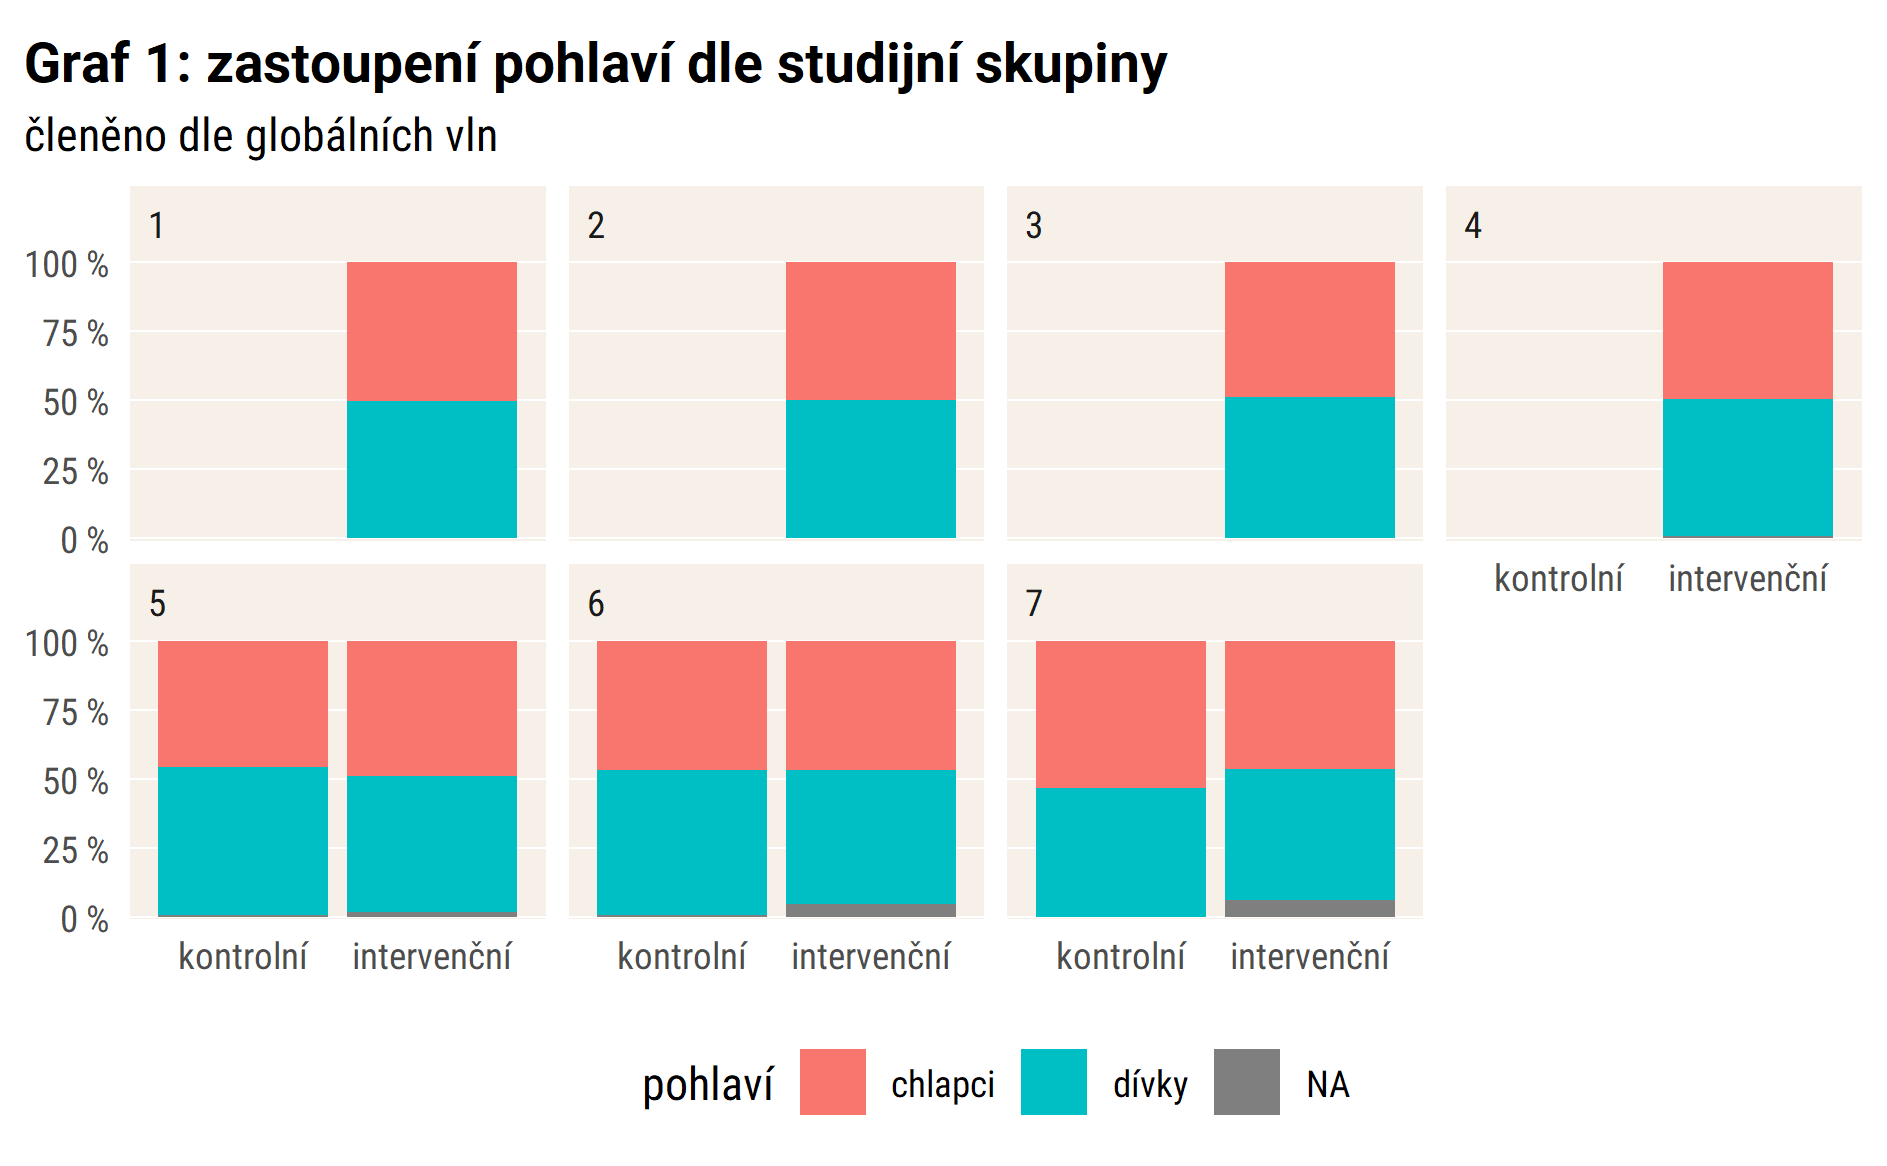 Graf 1: zastoupení pohlaví dle studijní skupiny
členěno dle globálních vln
1
2
3
4
100 %
75 %
50 %
25 %
0 %
kontrolní intervenční
5
6
7
100 %
75 %
50 %
25 %
0 %
kontrolní intervenční
kontrolní intervenční
kontrolní intervenční
pohlaví chlapci dívky NA